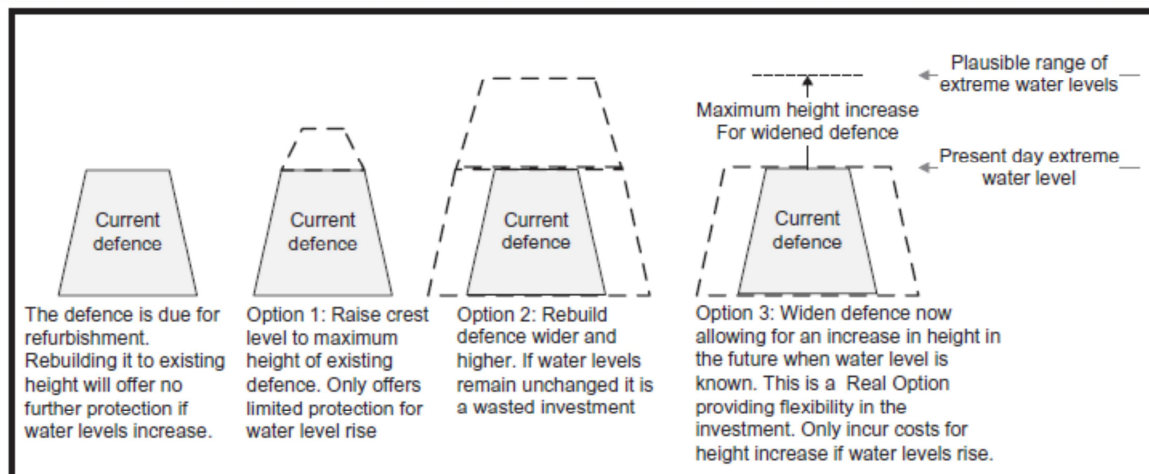 Plausible range of
extreme water levels
Maximum height increase
For widened defence
Present day extreme
water level
Current
defence
Current
defence
Current
defence
Current
defence
The defence is due for
refurbishment.
Rebuilding it to existing
height will offer no
further protection if
water levels increase.
Option 1: Raise crest
level to maximum
height of existing
defence. Only offers
limited protection for
water level rise
Option 2: Rebuild
defence wider and
higher. If water levels
remain unchanged it is
a wasted investment
Option 3: Widen defence now
allowing for an increase in height in
the future when water level is
known. This is a Real Option
providing flexibility in the
investment. Only incur costs for
height increase if water levels rise.